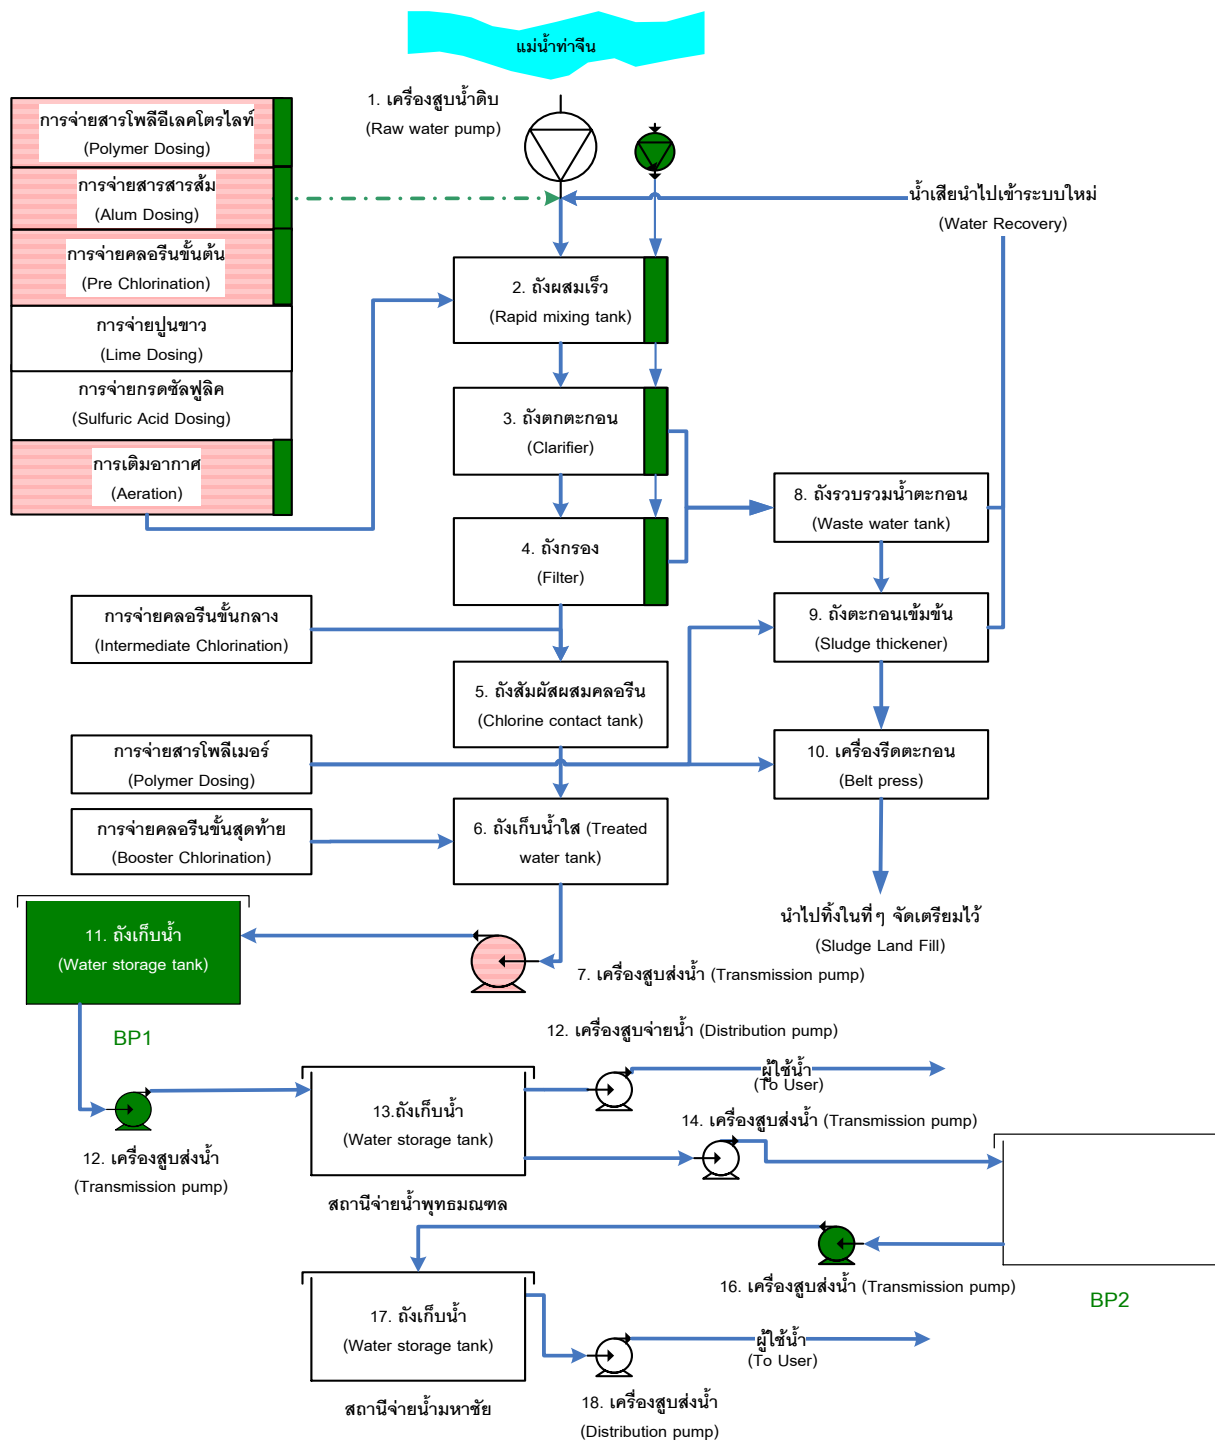 แม่น้ำท่าจีน
1. เครื่องสูบน้ำดิบ
(Raw water pump)
การจ่ายสารโพลีอีเลคโตรไลท์
(Polymer Dosing)
การจ่ายสารสารส้ม
(Alum Dosing)
การจ่ายคลอรีนขั้นต้น
(Pre Chlorination)
การจ่ายปูนขาว
(Lime Dosing)
การจ่ายกรดซัลฟูลิค
(Sulfuric Acid Dosing)
การเติมอากาศ
(Aeration)
น้ำเสียนำไปเข้าระบบใหม่
(Water Recovery)
2. ถังผสมเร็ว
(Rapid mixing tank)
3. ถังตกตะกอน
(Clarifier)
4. ถังกรอง
(Filter)
8. ถังรวบรวมน้ำตะกอน
(Waste water tank)
9. ถังตะกอนเข้มข้น
(Sludge thickener)
การจ่ายคลอรีนขั้นกลาง
(Intermediate Chlorination)
5. ถังสัมผัสผสมคลอรีน
(Chlorine contact tank)
การจ่ายสารโพลีเมอร์
(Polymer Dosing)
10. เครื่องรีดตะกอน
(Belt press)
การจ่ายคลอรีนขั้นสุดท้าย
(Booster Chlorination)
6. ถังเก็บน้ำใส (Treated
water tank)
นำไปทิ้งในที่ๆ จัดเตรียมไว้
(Sludge Land Fill)
11. ถังเก็บน้ำ
(Water storage tank)
7. เครื่องสูบส่งน้ำ (Transmission pump)
BP1
12. เครื่องสูบจ่ายน้ำ (Distribution pump)
ผู้ใช้น้ำ
(To User)
13.ถังเก็บน้ำ
(Water storage tank)
14. เครื่องสูบส่งน้ำ (Transmission pump)
12. เครื่องสูบส่งน้ำ
(Transmission pump)
สถานีจ่ายน้ำพุทธมณฑล
16. เครื่องสูบส่งน้ำ (Transmission pump)
BP2
17. ถังเก็บน้ำ
(Water storage tank)
ผู้ใช้น้ำ
(To User)
สถานีจ่ายน้ำมหาชัย
18. เครื่องสูบส่งน้ำ
(Distribution pump)